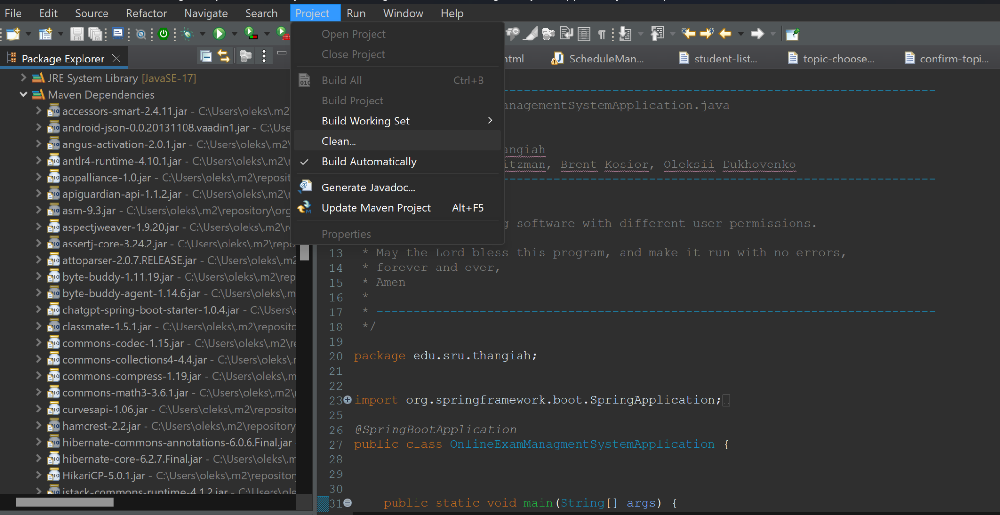 File Edit Source Refactor Navigate Search Project Run Window Help
Package Explorer
html ScheduleMan... student-list... topic-choose... confirm-topi...
JRE System Library [JavaSE-17]
Maven Dependencies
accessors-smart-2.4.11.jar - C:\Users\oleks\.m2
android-json-0.0.20131108.vaadin1.jar - C:\Use
angus-activation-2.0.1.jar - C:\Users\oleks\.m2\
antlr4-runtime-4.10.1.jar - C:\Users\oleks\.m2\r
aopalliance-1.0.jar - C:\Users\oleks\.m2\reposit
apiguardian-api-1.1.2.jar - C:\Users\oleks\.m2\r
asm-9.3.jar - C:\Users\oleks\.m2\repository\org
aspectjweaver-1.9.20.jar - C:\Users\oleks\.m2\r
assertj-core-3.24.2.jar - C:\Users\oleks\.m2\repo
attoparser-2.0.7.RELEASE.jar - C:\Users\oleks\.m2
byte-buddy-1.11.19.jar - C:\Users\oleks\.m2\rep
byte-buddy-agent-1.14.6.jar - C:\Users\oleks\.m
chatgpt-spring-boot-starter-1.0.4.jar - C:\Users\
classmate-1.5.1.jar - C:\Users\oleks\.m2\reposito
commons-codec-1.15.jar - C:\Users\oleks\.m2\re
commons-collections4-4.4.jar - C:\Users\oleks\.r
commons-compress-1.19.jar - C:\Users\oleks\.m
commons-math3-3.6.1.jar - C:\Users\oleks\.m2\
curvesapi-1.06.jar - C:\Users\oleks\.m2\repositor
hamcrest-2.2.jar - C:\Users\oleks\.m2\repository
hibernate-commons-annotations-6.0.6.Final.jar -
hibernate-core-6.2.7.Final.jar - C:\Users\oleks\.m
HikariCP-5.0.1.jar - C:\Users\oleks\.m2\repository
istack-commons-runtime-4.1.2.jar - C:\Users\ole
Open Project
Close Project
Build All Ctrl+B
Build Project
Build Working Set
Clean...
Build Automatically
Generate Javadoc...
Update Maven Project Alt+F5
Properties
anagementSystemApplication.java
angiah
itzman, Brent Kosior, Oleksii Dukhovenko
g software with different user permissions.
13 * May the Lord bless this program, and make it run with no errors,
14 * forever and ever,
15 * Amen
16 *
17 * ----------------------------------------------------------------------------
18 */
19
20 package edu.sru.thangiah;
21
22
23 import org.springframework.boot.SpringApplication;
25
26 @SpringBootApplication
27 public class OnlineExamManagmentSystemApplication {
28
29
30
31 public static void main(String[] args) {